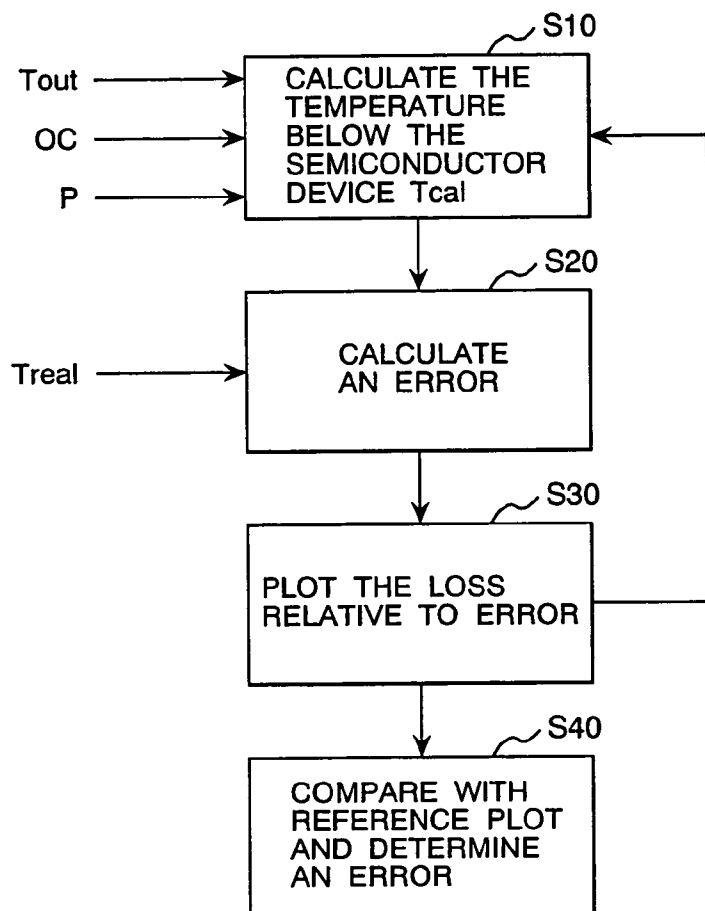 S10
Tout
OC
P
CALCULATE THE
TEMPERATURE
BELOW THE
SEMICONDUCTOR
DEVICE Tcal
S20
Treal
CALCULATE
AN ERROR
S30
PLOT THE LOSS
RELATIVE TO ERROR
S40
COMPARE WITH
REFERENCE PLOT
AND DETERMINE
AN ERROR